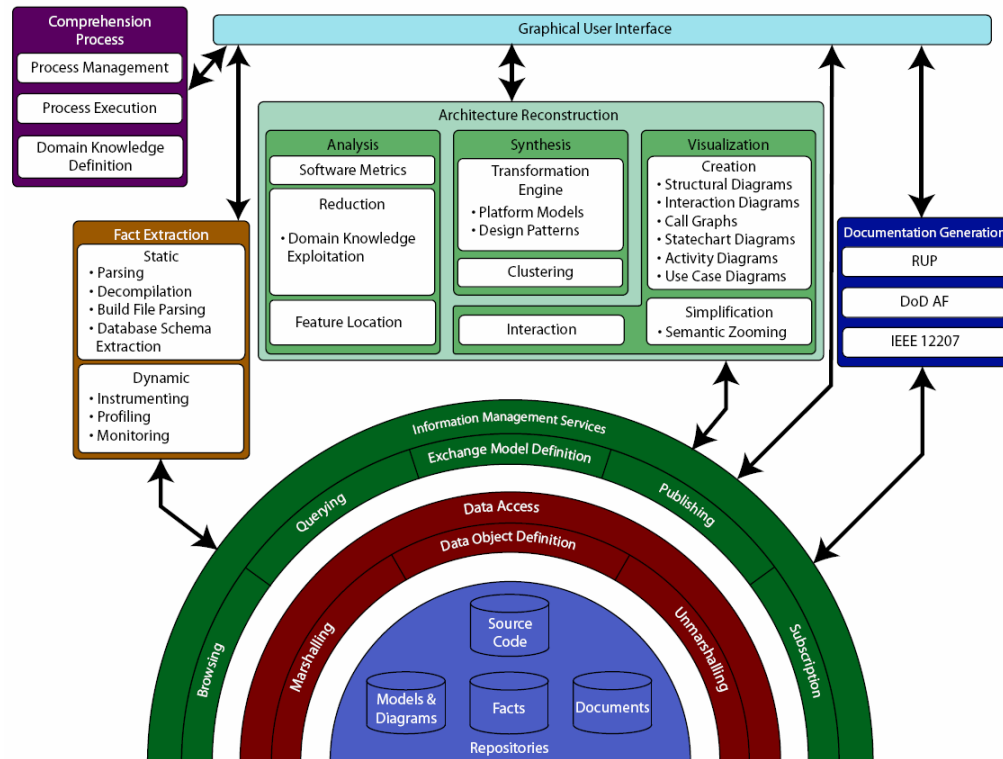 Comprehension
Process
Process Management
Process Execution
Domain Knowledge
Definition
Graphical User Interface
Architecture Reconstruction
Analysis
Software Metrics
Reduction
• Domain Knowledge
Exploitation
Feature Location
Synthesis
Transformation
Engine
• Platform Models
• Design Patterns
Clustering
Interaction
Visualization
Creation
• Structural Diagrams
• Interaction Diagrams
• Call Graphs
• Statechart Diagrams
• Activity Diagrams
• Use Case Diagrams
Simplification
• Semantic Zooming
Fact Extraction
Static
• Parsing
• Decompilation
• Build File Parsing
• Database Schema
Extraction
Dynamic
• Instrumenting
• Profiling
• Monitoring
Documentation Generation
RUP
DoD AF
IEEE 12207
Information Management Services
Browsing
Querying
Exchange Model Definition
Publishing
Subscription
Data Access
Marshalling
Data Object Definition
Unmarshalling
Source
Code
Models &
Diagrams
Facts
Documents
Repositories